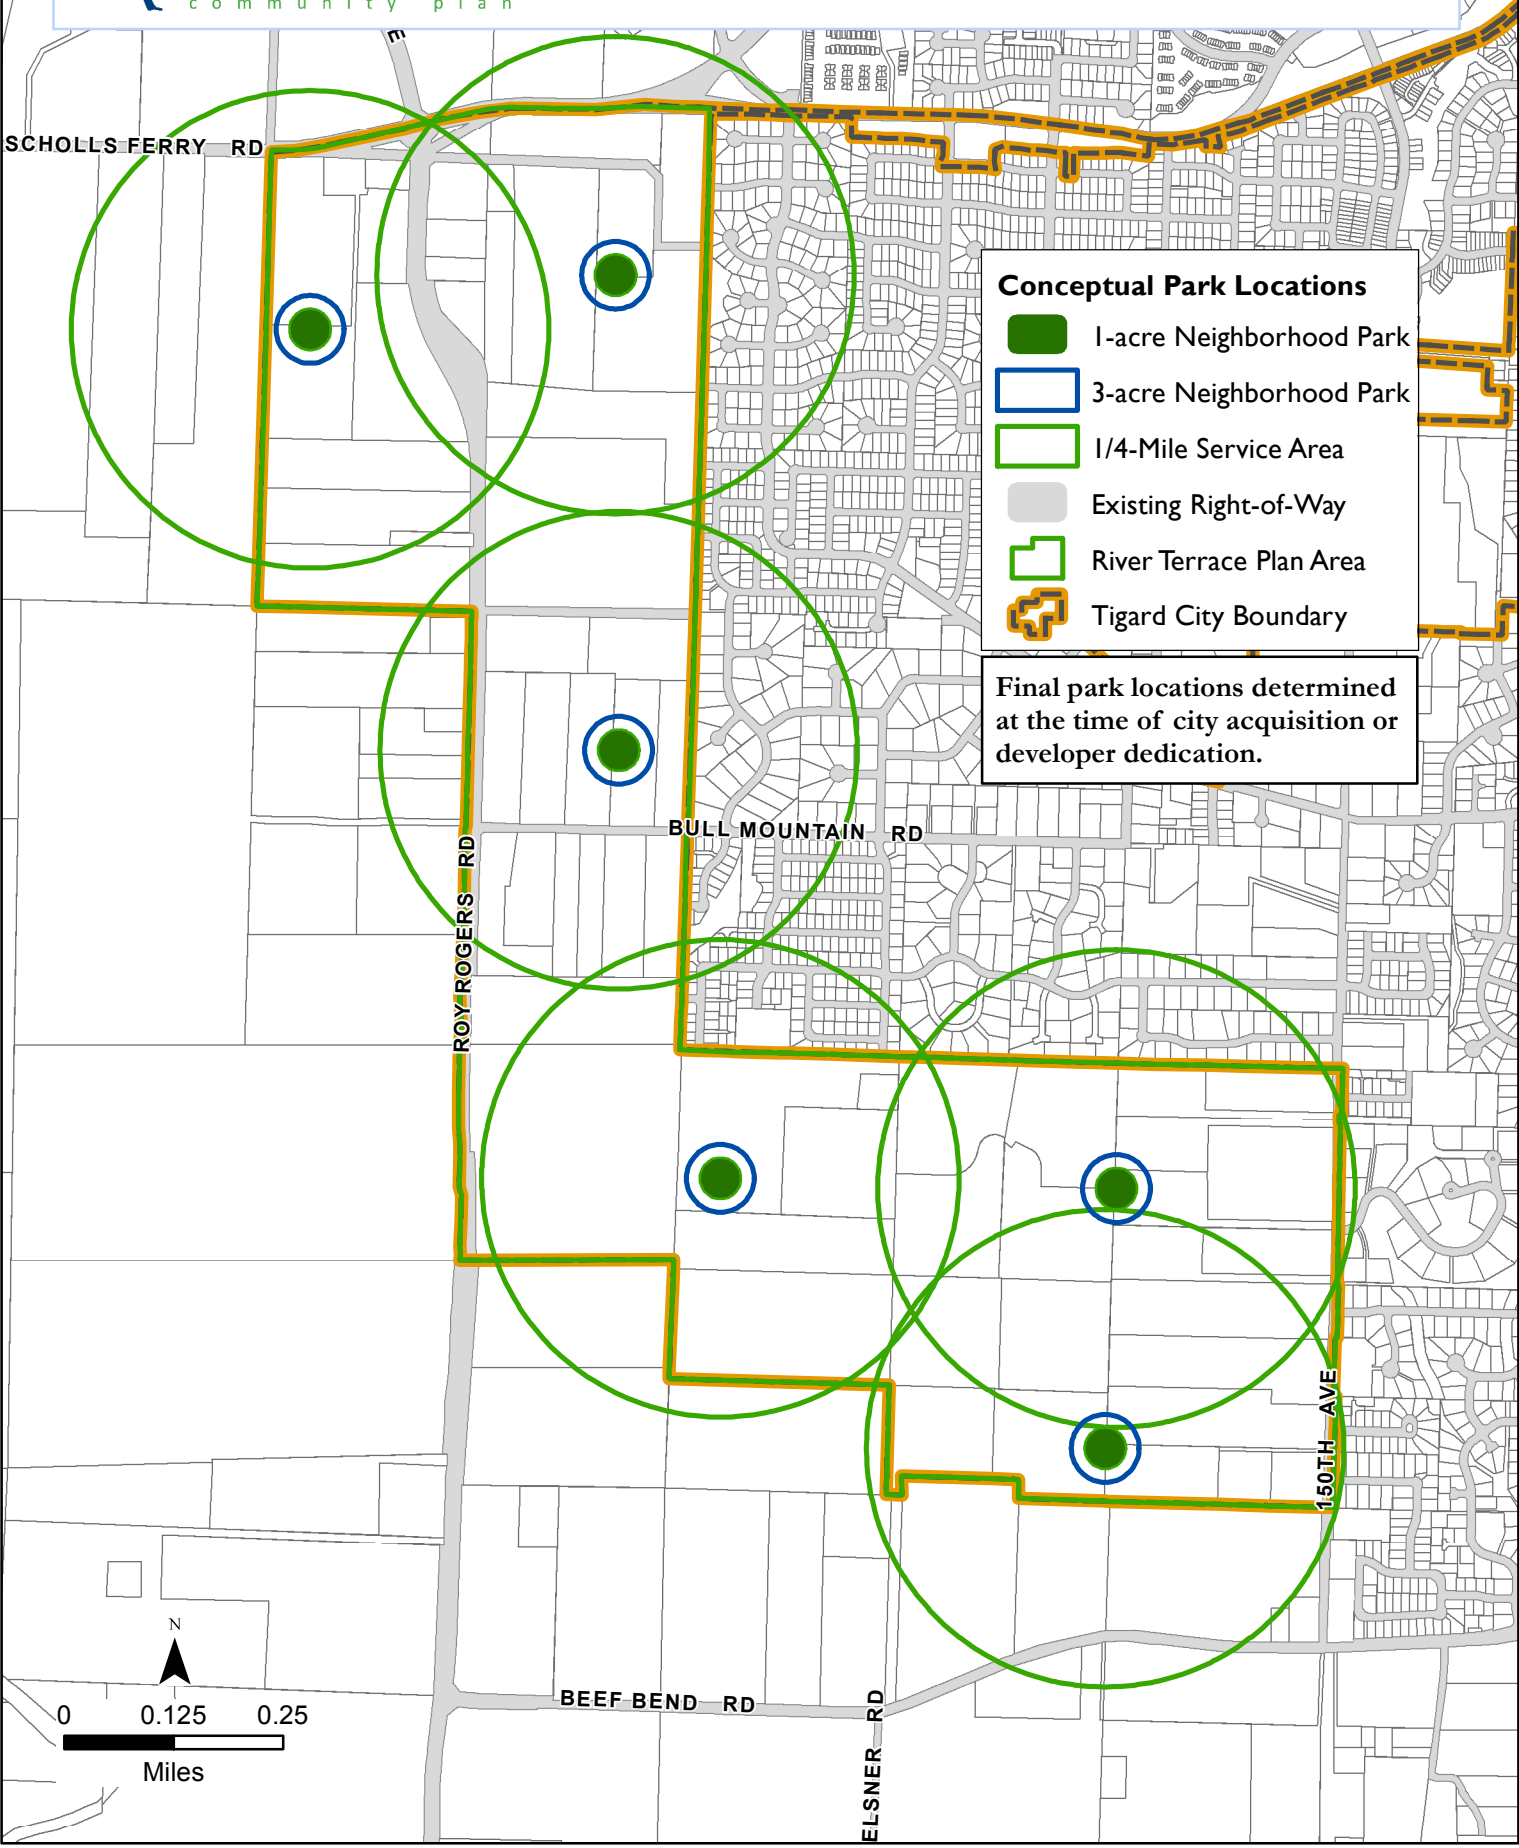 community plan
E
SCHOLLS FERRY RD
Conceptual Park Locations
1-acre Neighborhood Park
3-acre Neighborhood Park
1/4-Mile Service Area
Existing Right-of-Way
River Terrace Plan Area
Tigard City Boundary
Final park locations determined
at the time of city acquisition or
developer dedication.
BULL MOUNTAIN RD
ROY ROGERS RD
150TH AVE
N
0 0.125 0.25
Miles
BEEF BEND RD
ELSNER RD